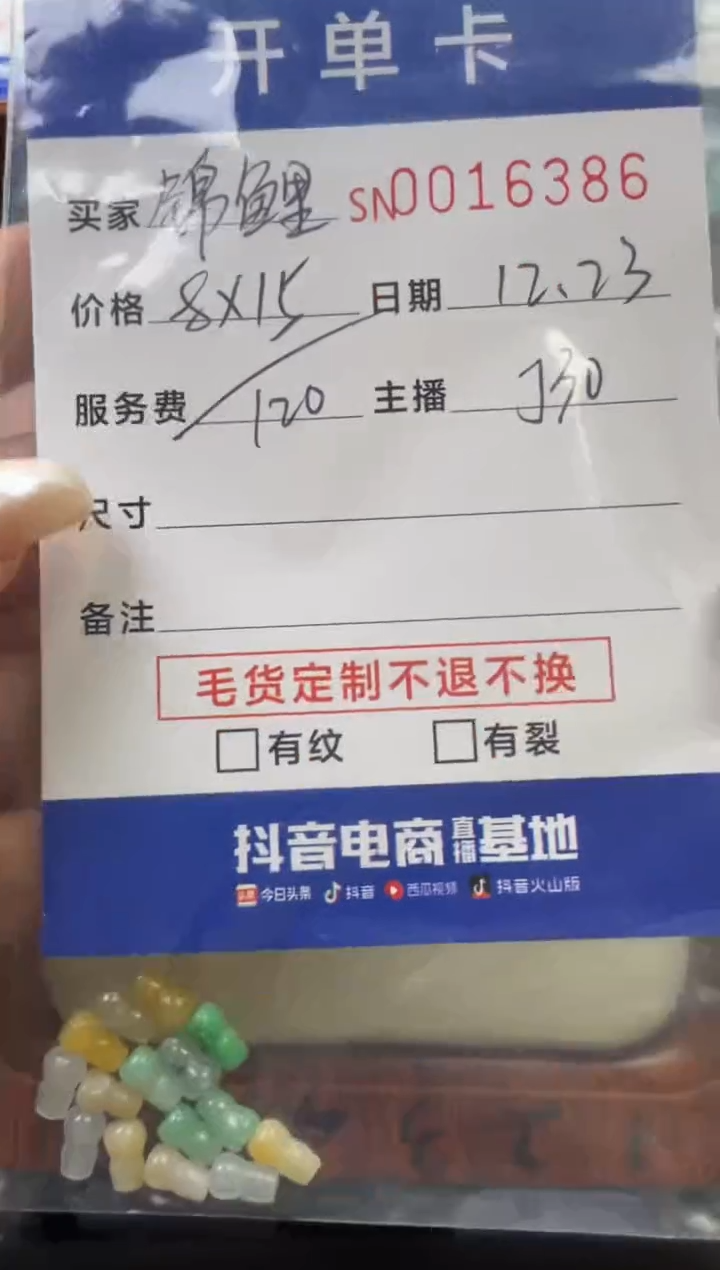 开单卡
买家 锦鲤 SN0016386
价格 8X15 日期 12、23
服务费 120 主播 J30
尺寸
备注
毛货定制不退不换
有纹 有裂
抖音电商直播基地
头条 今日头条 抖音 西瓜视频 抖音火山版